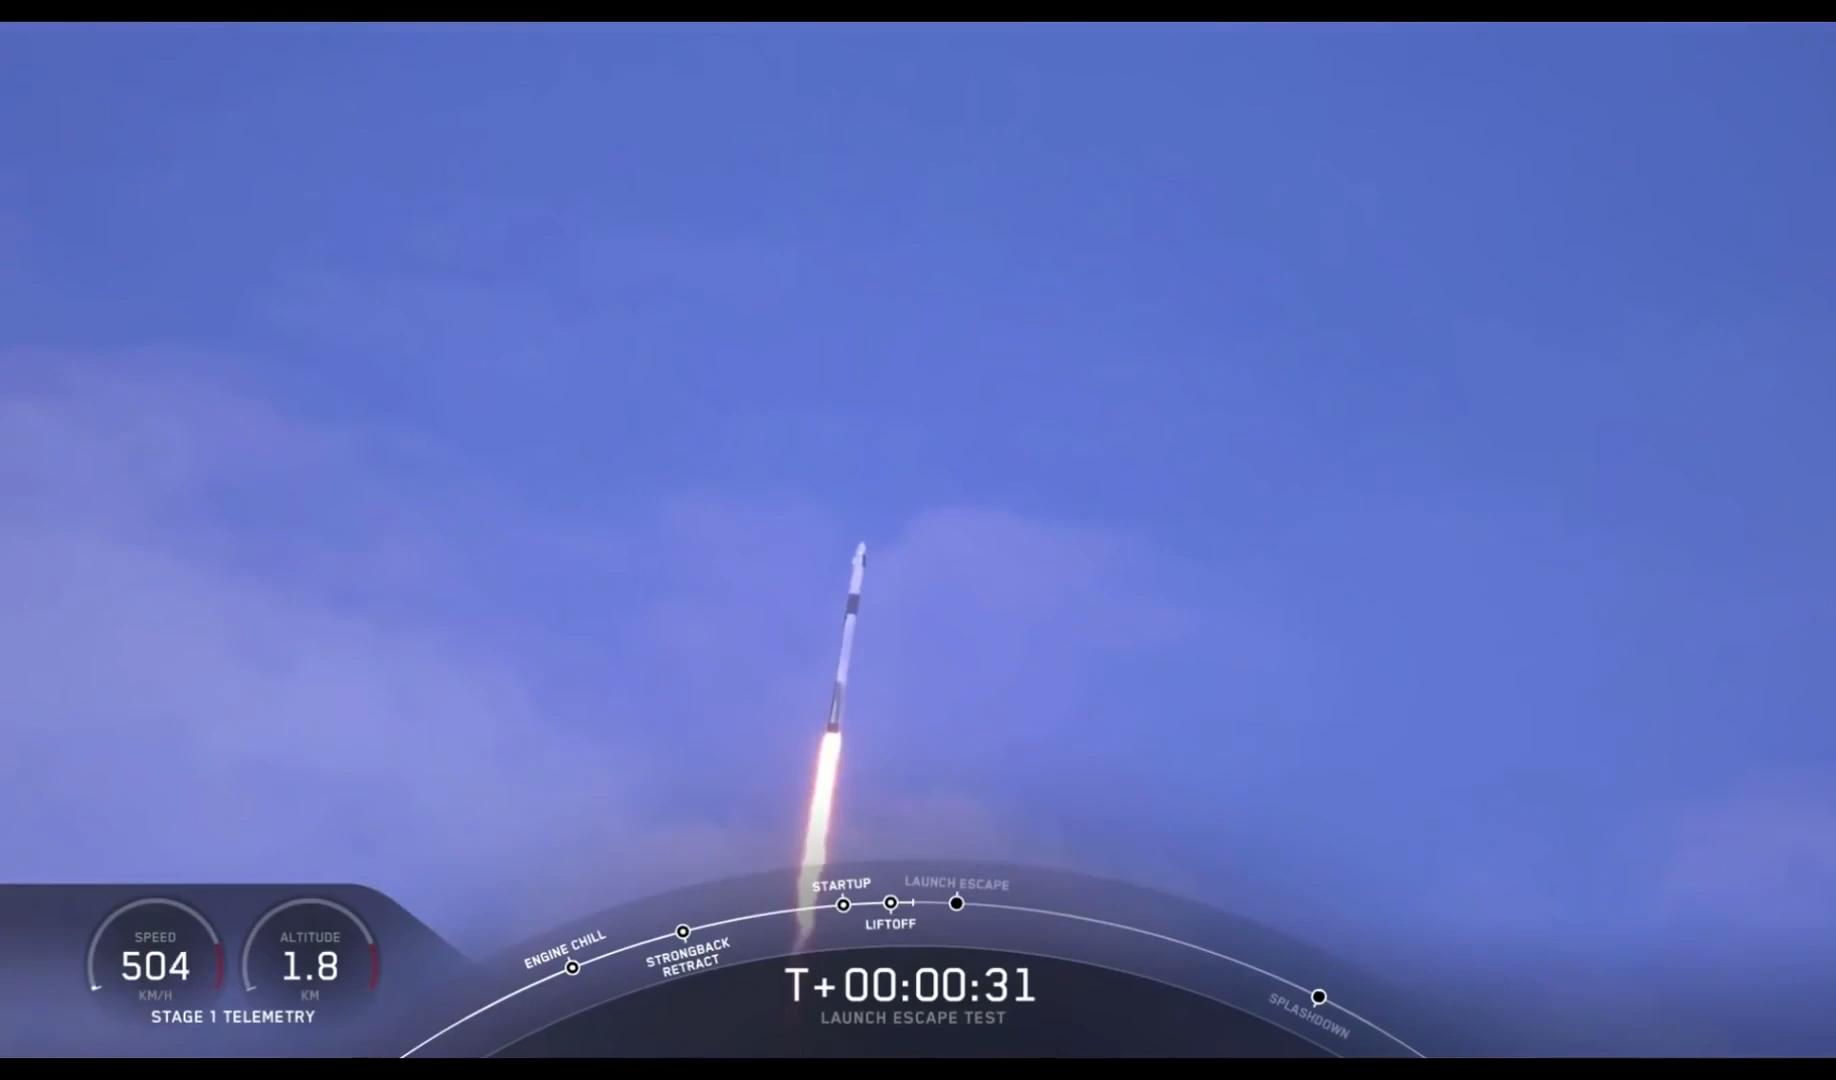 STARTUP
LAUNCH ESCAPE
LIFTOFF
ENGINE CHILL
STRONGBACK
RETRACT
SPLASHDOWN
SPEED
504
KM/H
ALTITUDE
1.8
KM
STAGE 1 TELEMETRY
T+00:00:31
LAUNCH ESCAPE TEST